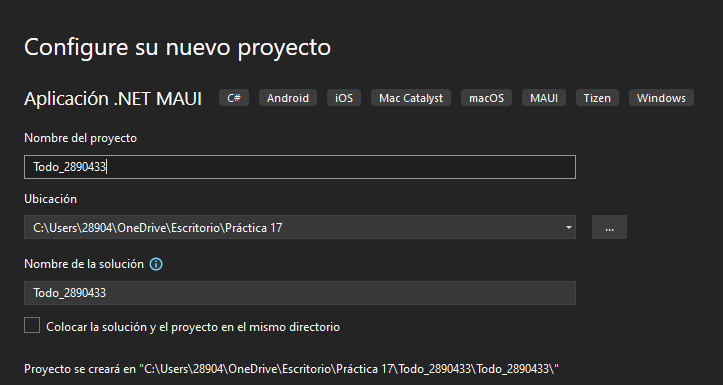 Configure su nuevo proyecto
Aplicación .NET MAUI C# Android iOS Mac Catalyst macOS MAUI Tizen Windows
Nombre del proyecto
Todo_2890433
Ubicación
C:\Users\28904\OneDrive\Escritorio\Práctica 17 ...
Nombre de la solución
Todo_2890433
Colocar la solución y el proyecto en el mismo directorio
Proyecto se creará en "C:\Users\28904\OneDrive\Escritorio\Práctica 17\Todo_2890433\Todo_2890433\"